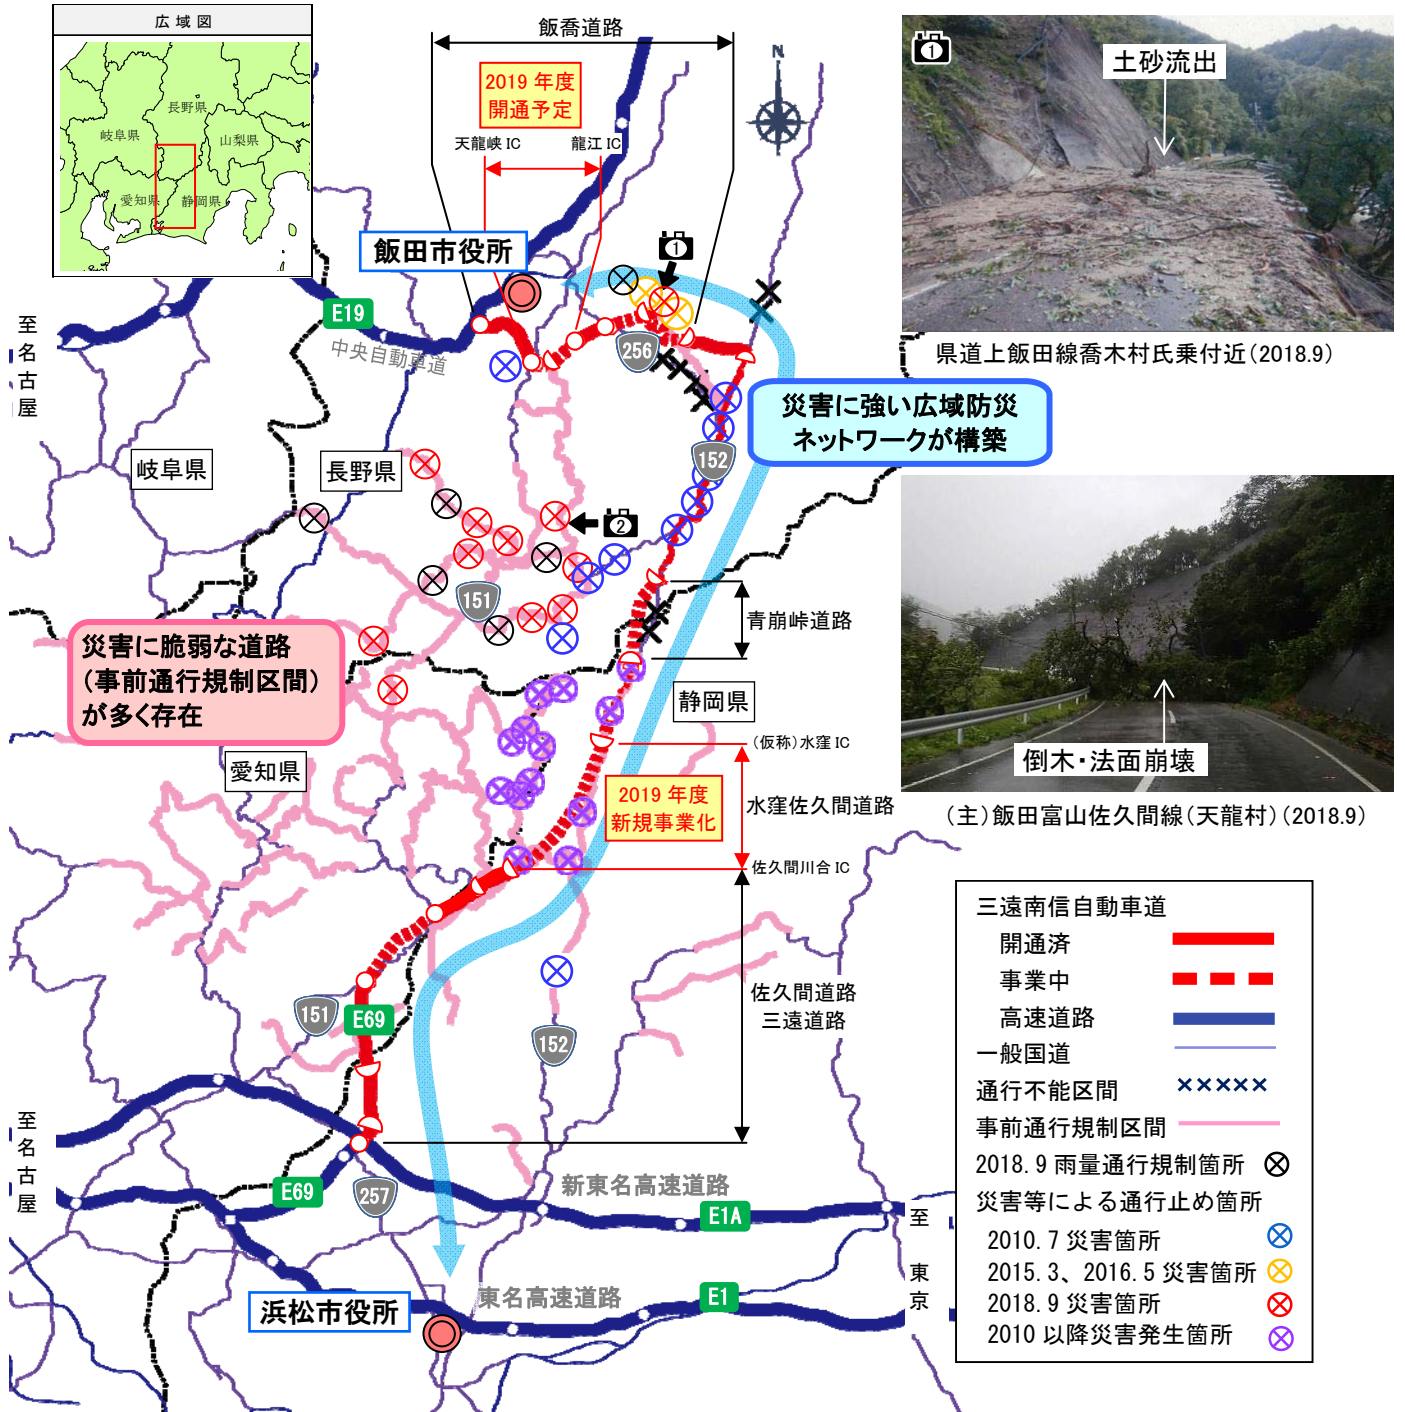 広域図
長野県
岐阜県
山梨県
愛知県
静岡県
飯喬道路
2019 年度
開通予定
天龍峡 IC
龍江 IC
N
1
土砂流出
県道上飯田線喬木村氏乗付近(2018.9)
飯田市役所
1
至名古屋
E19
中央自動車道
256
災害に強い広域防災
ネットワークが構築
岐阜県
長野県
152
2
151
青崩峠道路
災害に脆弱な道路
(事前通行規制区間)
が多く存在
静岡県
倒木・法面崩壊
(主)飯田富山佐久間線(天龍村)(2018.9)
愛知県
(仮称)水窪 IC
2019 年度
新規事業化
水窪佐久間道路
佐久間川合 IC
151
E69
152
佐久間道路
三遠道路
至名古屋
E69
257
新東名高速道路
E1A
至東京
浜松市役所
東名高速道路
E1
三遠南信自動車道
開通済
事業中
高速道路
一般国道
通行不能区間
事前通行規制区間
2018.9 雨量通行規制箇所
災害等による通行止め箇所
2010.7 災害箇所
2015.3、2016.5 災害箇所
2018.9 災害箇所
2010 以降災害発生箇所